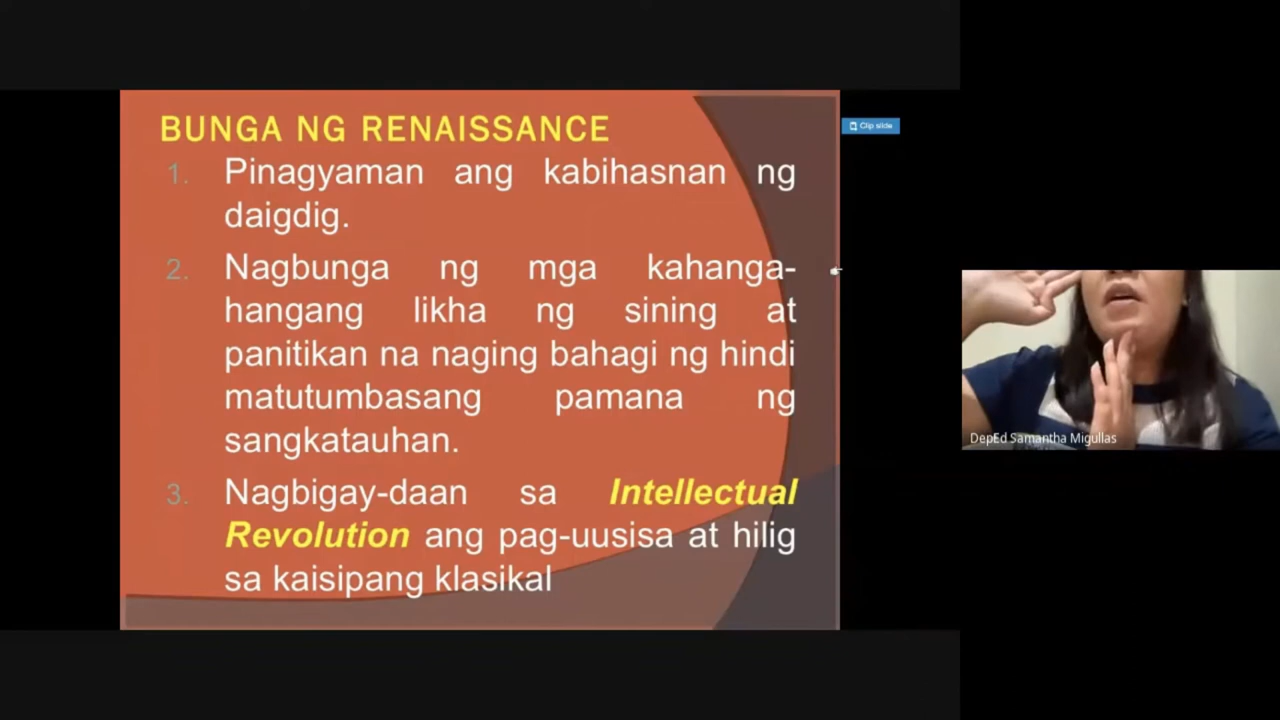 BUNGA NG RENAISSANCE
1. Pinagyaman ang kabihasnan ng
daigdig.
2. Nagbunga ng mga kahanga-
hangang likha ng sining at
panitikan na naging bahagi ng hindi
matutumbasang pamana ng
sangkatauhan.
3. Nagbigay-daan sa Intellectual
Revolution ang pag-uusisa at hilig
sa kaisipang klasikal
Clip slide
DepEd Samantha Migullas